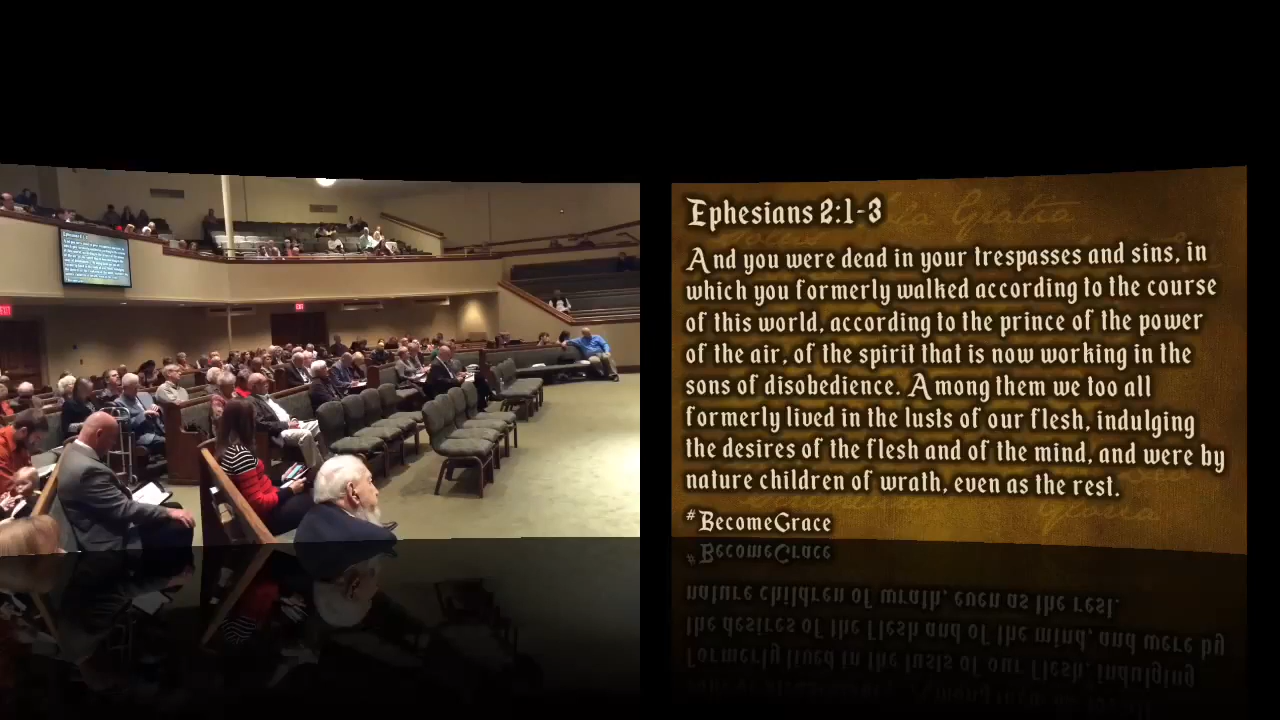 Ephesians 2:1-3
And you were dead in your trespasses and sins, in
which you formerly walked according to the course
of this world, according to the prince of the power
of the air, of the spirit that is now working in the
sons of disobedience. Among them we too all
formerly lived in the lusts of our flesh, indulging
the desires of the flesh and of the mind, and were by
nature children of wrath, even as the rest.
#BecomeGrace